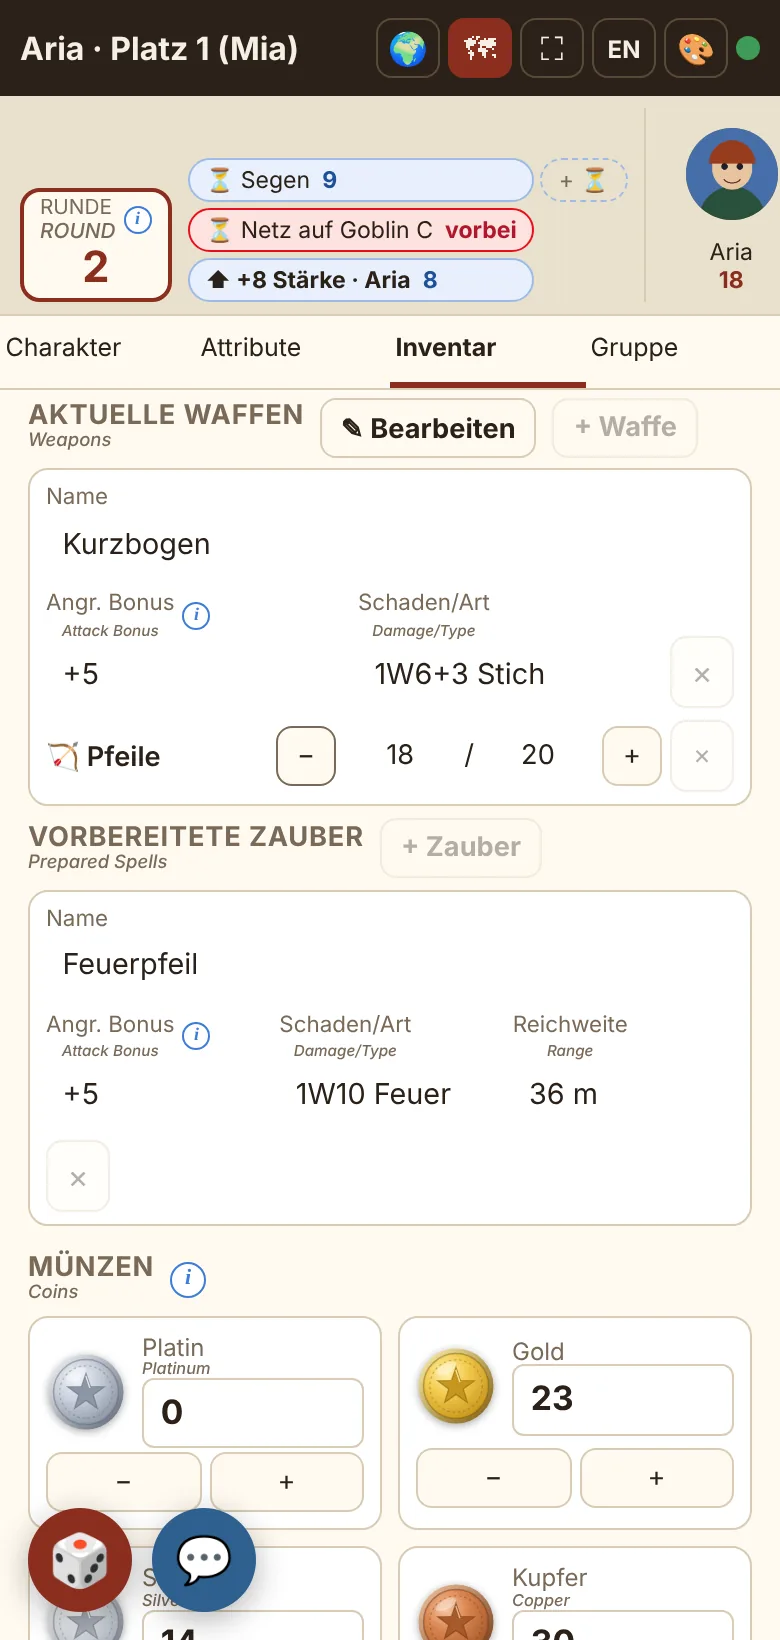 Aria · Platz 1 (Mia)
EN
RUNDE
ROUND
i
2
Segen 9
+
Netz auf Goblin C vorbei
+8 Stärke · Aria 8
Aria
18
Charakter
Attribute
Inventar
Gruppe
AKTUELLE WAFFEN
Weapons
✎ Bearbeiten
+ Waffe
Name
Kurzbogen
Angr. Bonus i
Attack Bonus
Schaden/Art
Damage/Type
+5
1W6+3 Stich
×
Pfeile
−
18 / 20
+
×
VORBEREITETE ZAUBER
Prepared Spells
+ Zauber
Name
Feuerpfeil
Angr. Bonus i
Attack Bonus
Schaden/Art
Damage/Type
Reichweite
Range
+5
1W10 Feuer
36 m
×
MÜNZEN
Coins
i
Platin
Platinum
0
− +
Gold
23
− +
Kupfer
Copper